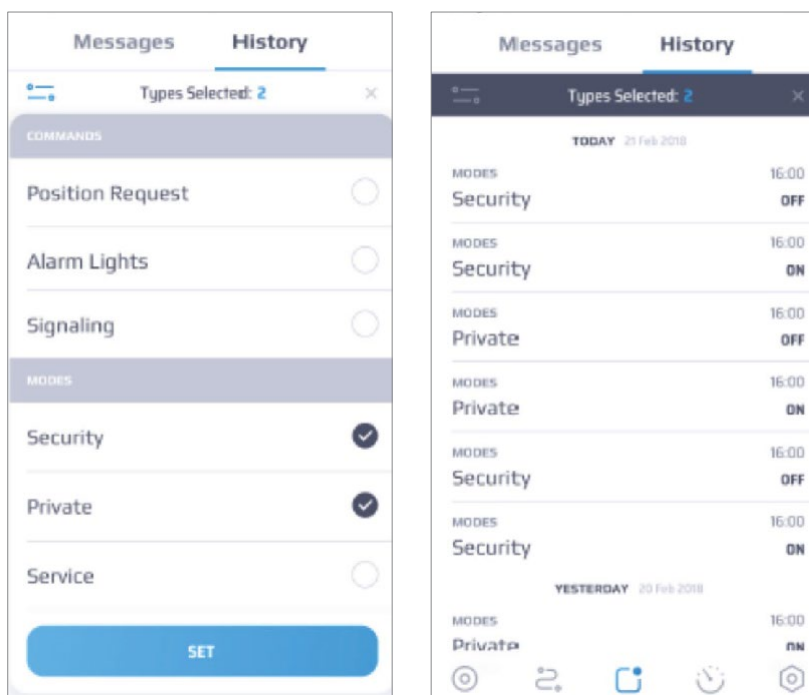 Messages History
Types Selected: 2
COMMANDS
Position Request
Alarm Lights
Signaling
MODES
Security
Private
Service
SET
Messages History
Types Selected: 2
TODAY 21 Feb 2018
MODES 16:00
Security OFF
MODES 16:00
Security ON
MODES 16:00
Private OFF
MODES 16:00
Private ON
MODES 16:00
Security OFF
MODES 16:00
Security ON
YESTERDAY 20 Feb 2018
MODES 16:00
Private ON